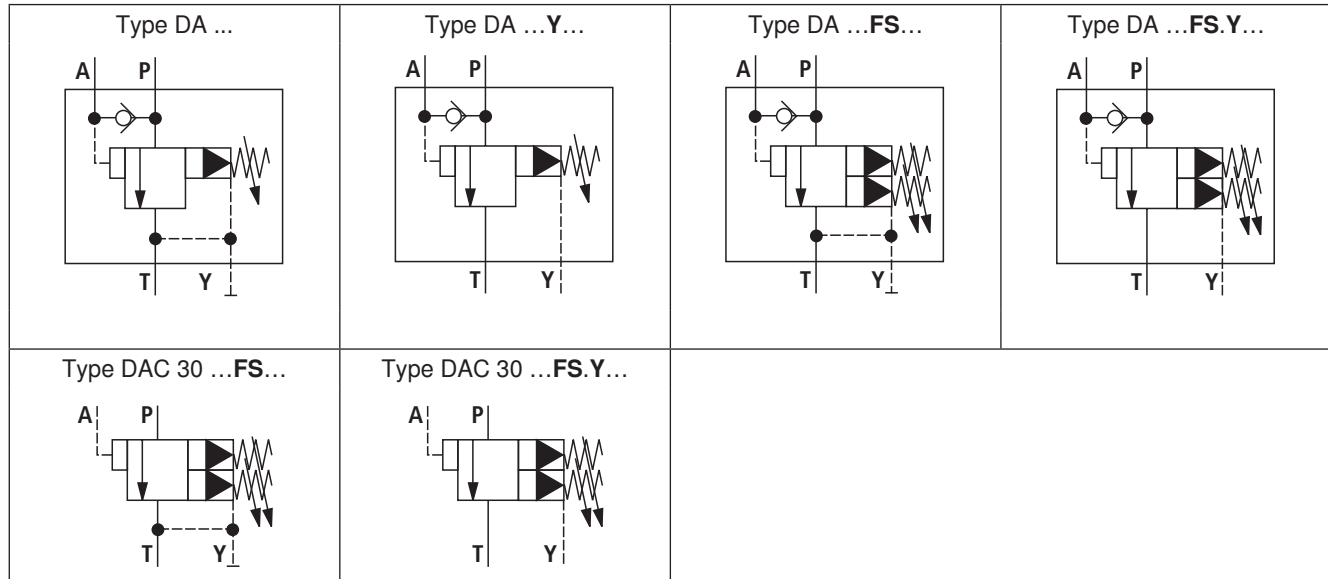 Type DA ...
A P
T Y
Type DA …Y…
A P
T Y
Type DA …FS…
A P
T Y
Type DA …FS.Y…
A P
T Y
Type DAC 30 …FS…
A P
T Y
Type DAC 30 …FS.Y…
A P
T Y